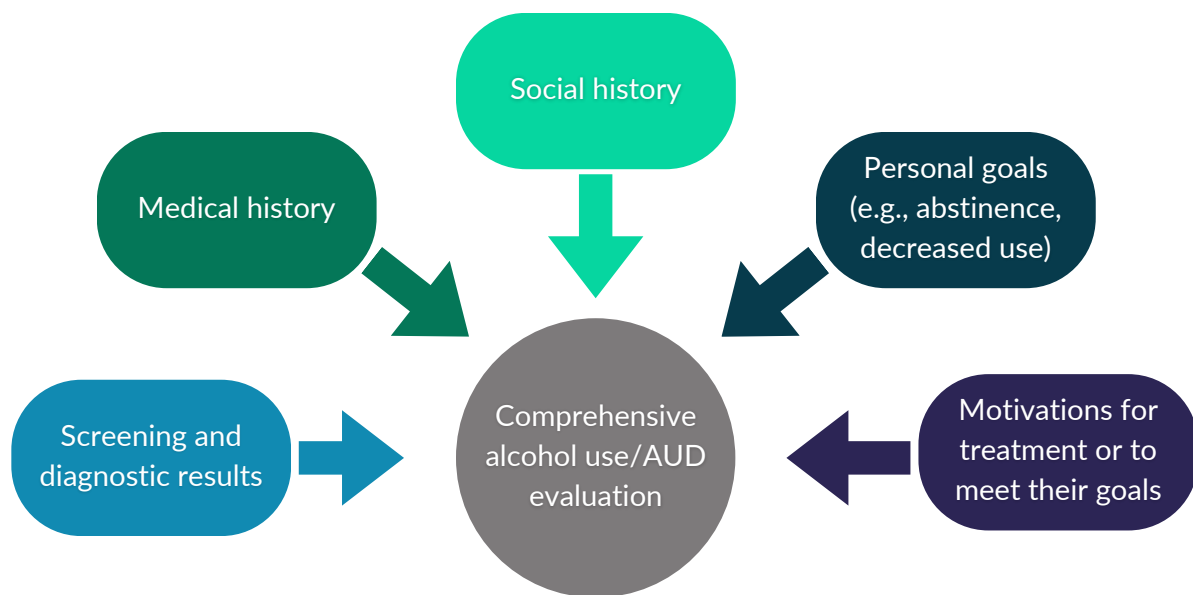 Social history
Medical history
Personal goals
(e.g., abstinence,
decreased use)
Screening and
diagnostic results
Comprehensive
alcohol use/AUD
evaluation
Motivations for
treatment or to
meet their goals